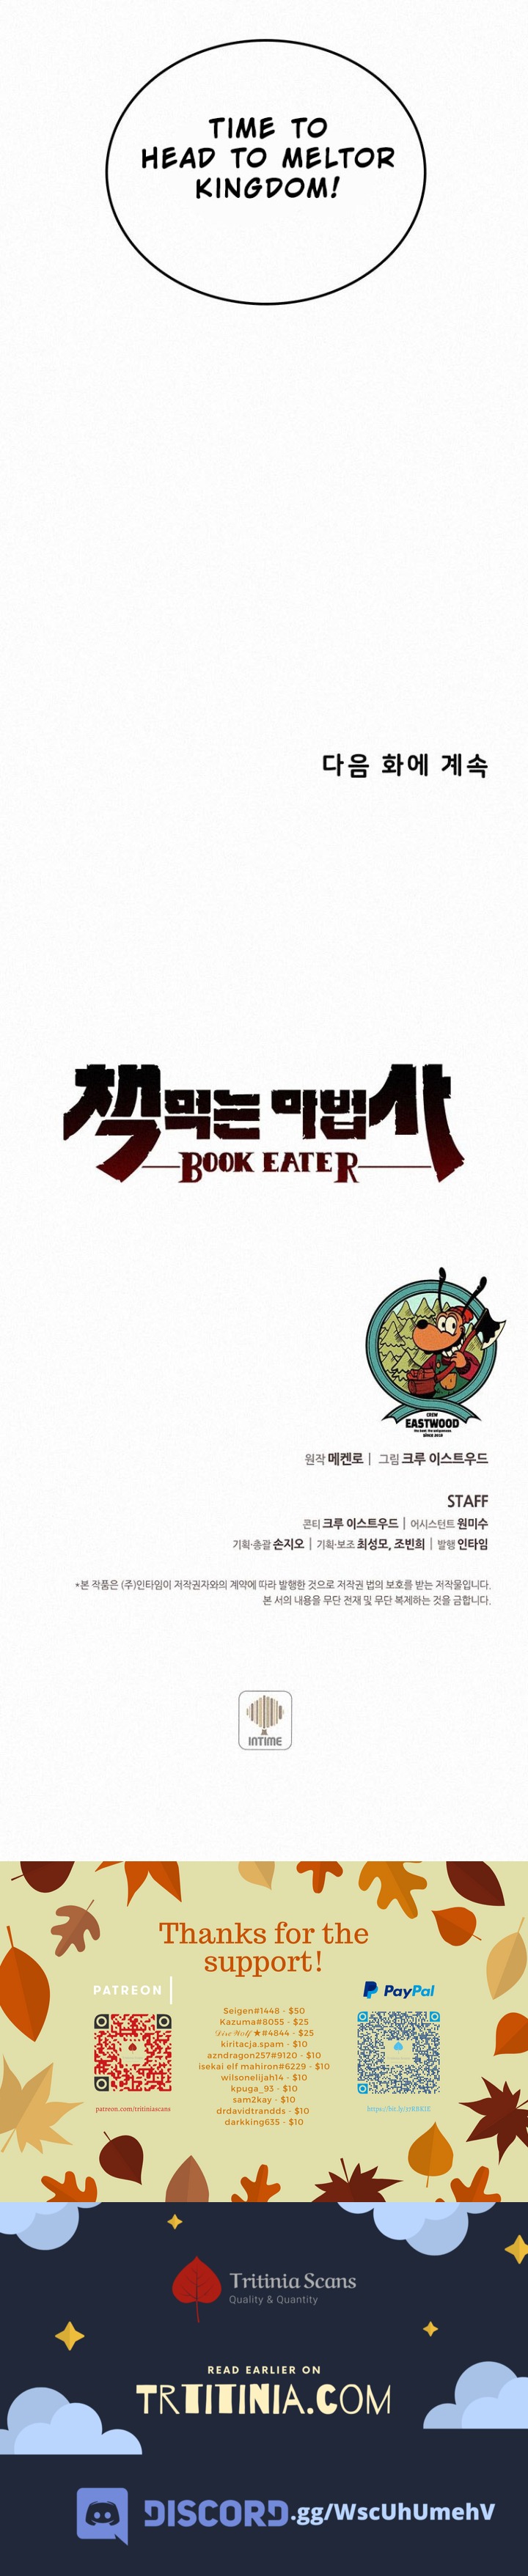 TIME TO
HEAD TO MELTOR
KINGDOM!
다음 화에 계속
책먹는 마법사
BOOK EATER
CREW
EASTWOOD
SINCE 2018
원작 메켄로 | 그림 크루 이스트우드
STAFF
콘티 크루 이스트우드 | 어시스턴트 원미수
기획·총괄 손지오 | 기획·보조 최성모, 조빈희 | 발행 인타임
*본 작품은 (주)인타임이 저작권자와의 계약에 따라 발행한 것으로 저작권 법의 보호를 받는 저작물입니다.
본 서의 내용을 무단 전재 및 무단 복제하는 것을 금합니다.
INTIME
Thanks for the
support!
PATREON
PayPal
Seigen#1448 - $50
Kazuma#8055 - $25
𝒟𝒾𝓇𝑒𝒲𝑜𝓁𝒻 ★#4844 - $25
kiritacja.spam - $10
azndragon257#9120 - $10
isekai elf mahiron#6229 - $10
wilsonelijah14 - $10
kpuga_93 - $10
sam2kay - $10
drdavidtrandds - $10
darkking635 - $10
patreon.com/tritiniascans
Tritinia Scans
Quality & Quantity
READ EARLIER ON
TRTITINIA.COM
DISCORD.gg/WscUhUmehV